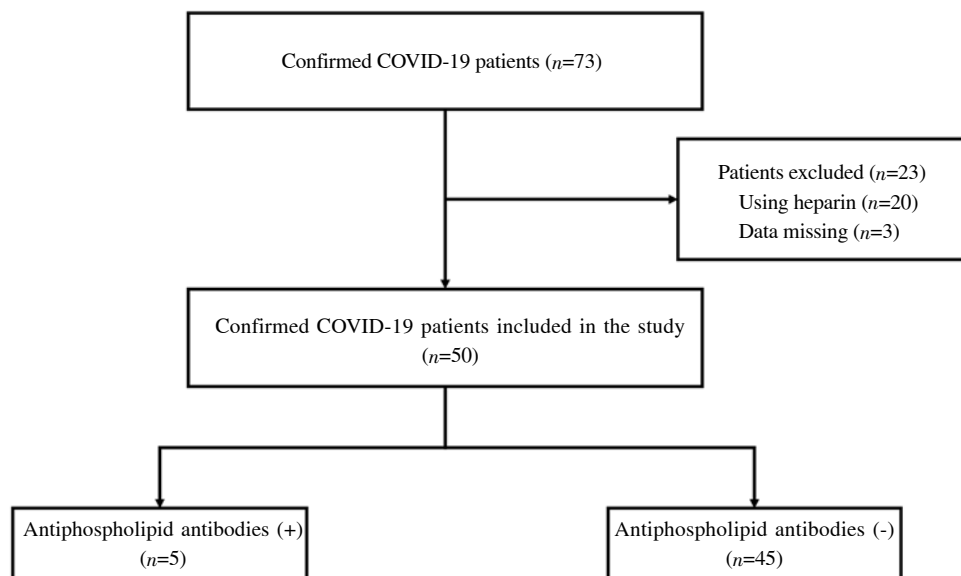 Confirmed COVID-19 patients (n=73)
Patients excluded (n=23)
Using heparin (n=20)
Data missing (n=3)
Confirmed COVID-19 patients included in the study
(n=50)
Antiphospholipid antibodies (+)
(n=5)
Antiphospholipid antibodies (-)
(n=45)